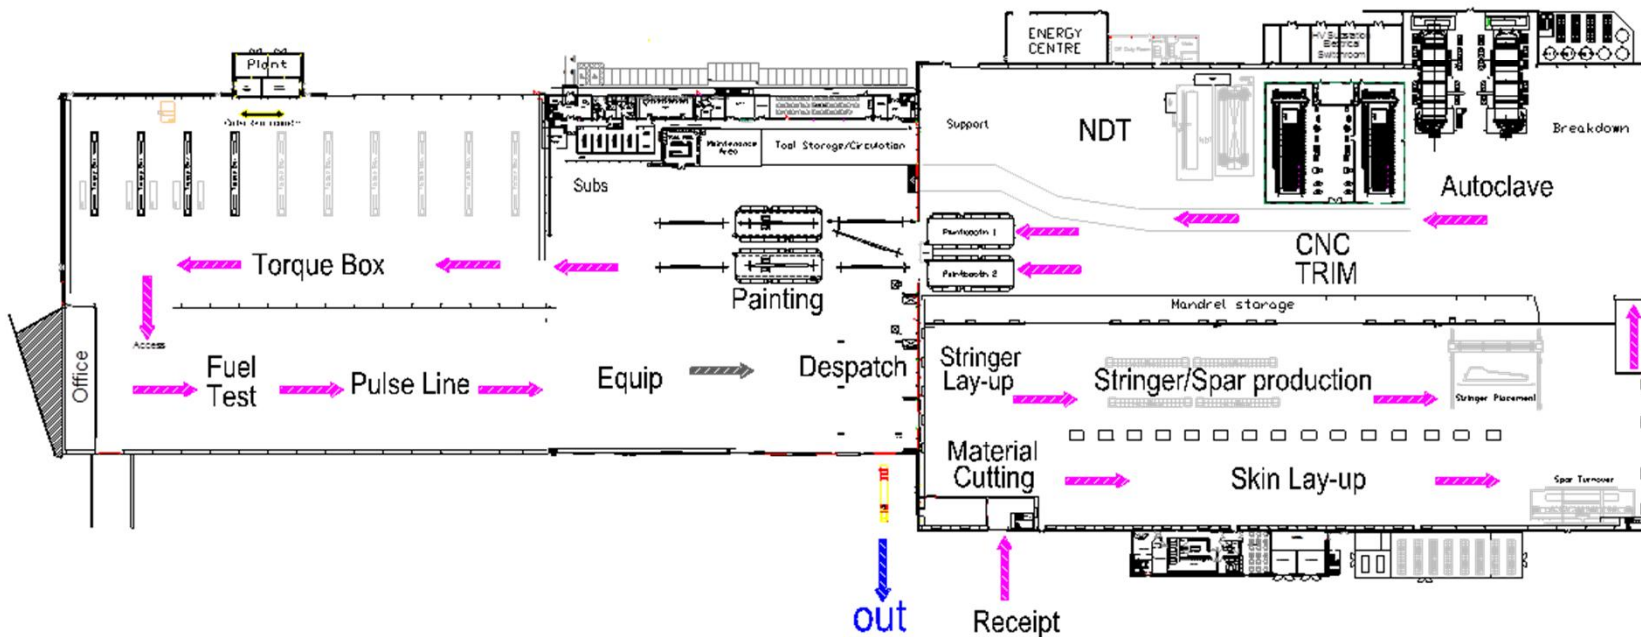 ENERGY
CENTRE
Plant
Support
NDT
Breakdown
Maintenance
Area
Tool Storage/Circulation
Subs
Autoclave
Paintbooth 1
Paintbooth 2
CNC
TRIM
Torque Box
Painting
Mandrel storage
Access
Office
Fuel
Test
Pulse Line
Equip
Despatch
Stringer
Lay-up
Stringer/Spar production
Stringer Placement
Material
Cutting
Skin Lay-up
Spar Turnover
out
Receipt